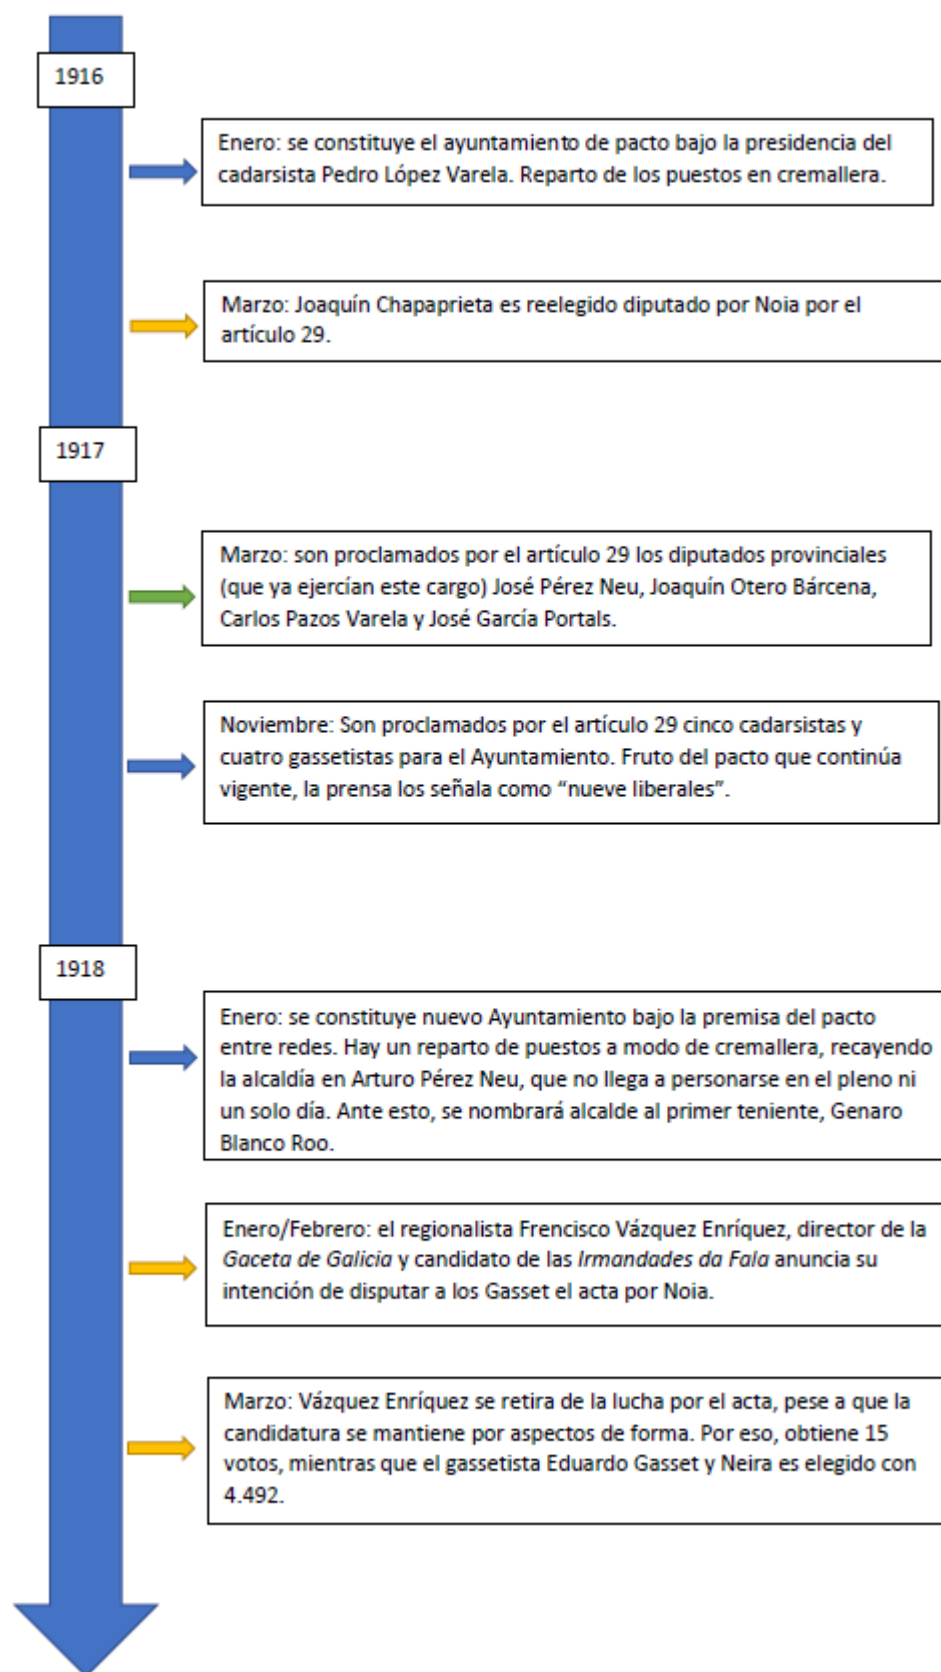 1916
Enero: se constituye el ayuntamiento de pacto bajo la presidencia del
cadarsista Pedro López Varela. Reparto de los puestos en cremallera.
Marzo: Joaquín Chapaprieta es reelegido diputado por Noia por el
artículo 29.
1917
Marzo: son proclamados por el artículo 29 los diputados provinciales
(que ya ejercían este cargo) José Pérez Neu, Joaquín Otero Bárcena,
Carlos Pazos Varela y José García Portals.
Noviembre: Son proclamados por el artículo 29 cinco cadarsistas y
cuatro gassetistas para el Ayuntamiento. Fruto del pacto que continúa
vigente, la prensa los señala como “nueve liberales”.
1918
Enero: se constituye nuevo Ayuntamiento bajo la premisa del pacto
entre redes. Hay un reparto de puestos a modo de cremallera, recayendo
la alcaldía en Arturo Pérez Neu, que no llega a personarse en el pleno ni
un solo día. Ante esto, se nombrará alcalde al primer teniente, Genaro
Blanco Roo.
Enero/Febrero: el regionalista Frencisco Vázquez Enríquez, director de la
Gaceta de Galicia y candidato de las Irmandades da Fala anuncia su
intención de disputar a los Gasset el acta por Noia.
Marzo: Vázquez Enríquez se retira de la lucha por el acta, pese a que la
candidatura se mantiene por aspectos de forma. Por eso, obtiene 15
votos, mientras que el gassetista Eduardo Gasset y Neira es elegido con
4.492.